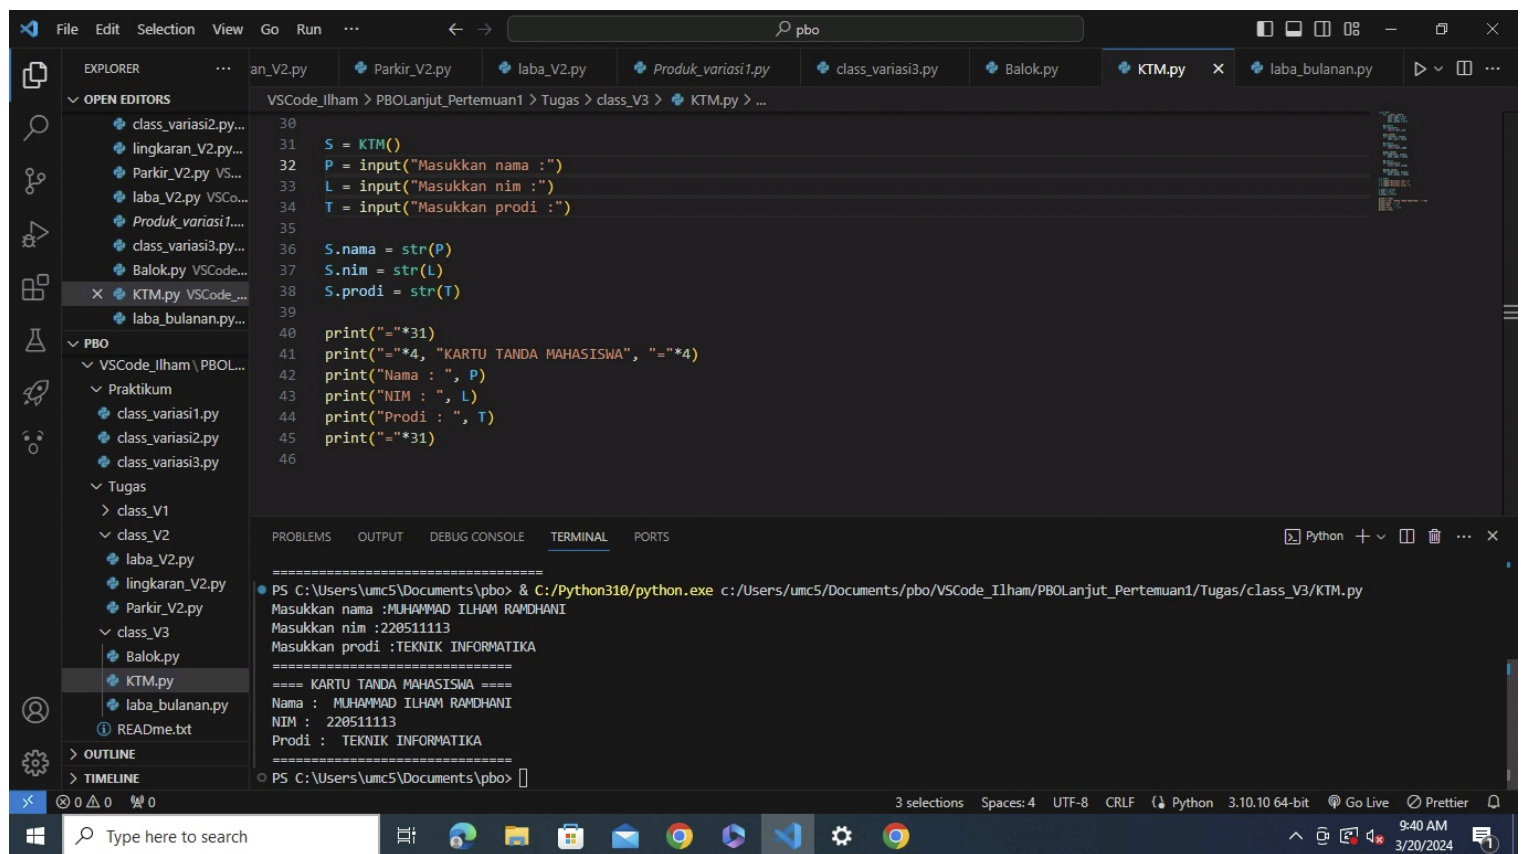 File Edit Selection View Go Run ··· pbo
EXPLORER ···
an_V2.py Parkir_V2.py laba_V2.py Produk_variasi1.py class_variasi3.py Balok.py KTM.py laba_bulanan.py
OPEN EDITORS
class_variasi2.py...
lingkaran_V2.py...
Parkir_V2.py VS...
laba_V2.py VSCo...
Produk_variasi1....
class_variasi3.py...
Balok.py VSCode...
KTM.py VSCode_...
laba_bulanan.py...
PBO
VSCode_Ilham\PBOL...
Praktikum
class_variasi1.py
class_variasi2.py
class_variasi3.py
Tugas
class_V1
class_V2
laba_V2.py
lingkaran_V2.py
Parkir_V2.py
class_V3
Balok.py
KTM.py
laba_bulanan.py
READme.txt
OUTLINE
TIMELINE
VSCode_Ilham > PBOLanjut_Pertemuan1 > Tugas > class_V3 > KTM.py > ...
30
31 S = KTM()
32 P = input("Masukkan nama :")
33 L = input("Masukkan nim :")
34 T = input("Masukkan prodi :")
35
36 S.nama = str(P)
37 S.nim = str(L)
38 S.prodi = str(T)
39
40 print("="*31)
41 print("="*4, "KARTU TANDA MAHASISWA", "="*4)
42 print("Nama : ", P)
43 print("NIM : ", L)
44 print("Prodi : ", T)
45 print("="*31)
46
PROBLEMS OUTPUT DEBUG CONSOLE TERMINAL PORTS Python
===================================
PS C:\Users\umc5\Documents\pbo> & C:/Python310/python.exe c:/Users/umc5/Documents/pbo/VSCode_Ilham/PBOLanjut_Pertemuan1/Tugas/class_V3/KTM.py
Masukkan nama :MUHAMMAD ILHAM RAMDHANI
Masukkan nim :220511113
Masukkan prodi :TEKNIK INFORMATIKA
===============================
==== KARTU TANDA MAHASISWA ====
Nama :  MUHAMMAD ILHAM RAMDHANI
NIM :  220511113
Prodi :  TEKNIK INFORMATIKA
===============================
PS C:\Users\umc5\Documents\pbo>
0 0 0 3 selections Spaces: 4 UTF-8 CRLF Python 3.10.10 64-bit Go Live Prettier
Type here to search
9:40 AM
3/20/2024
1